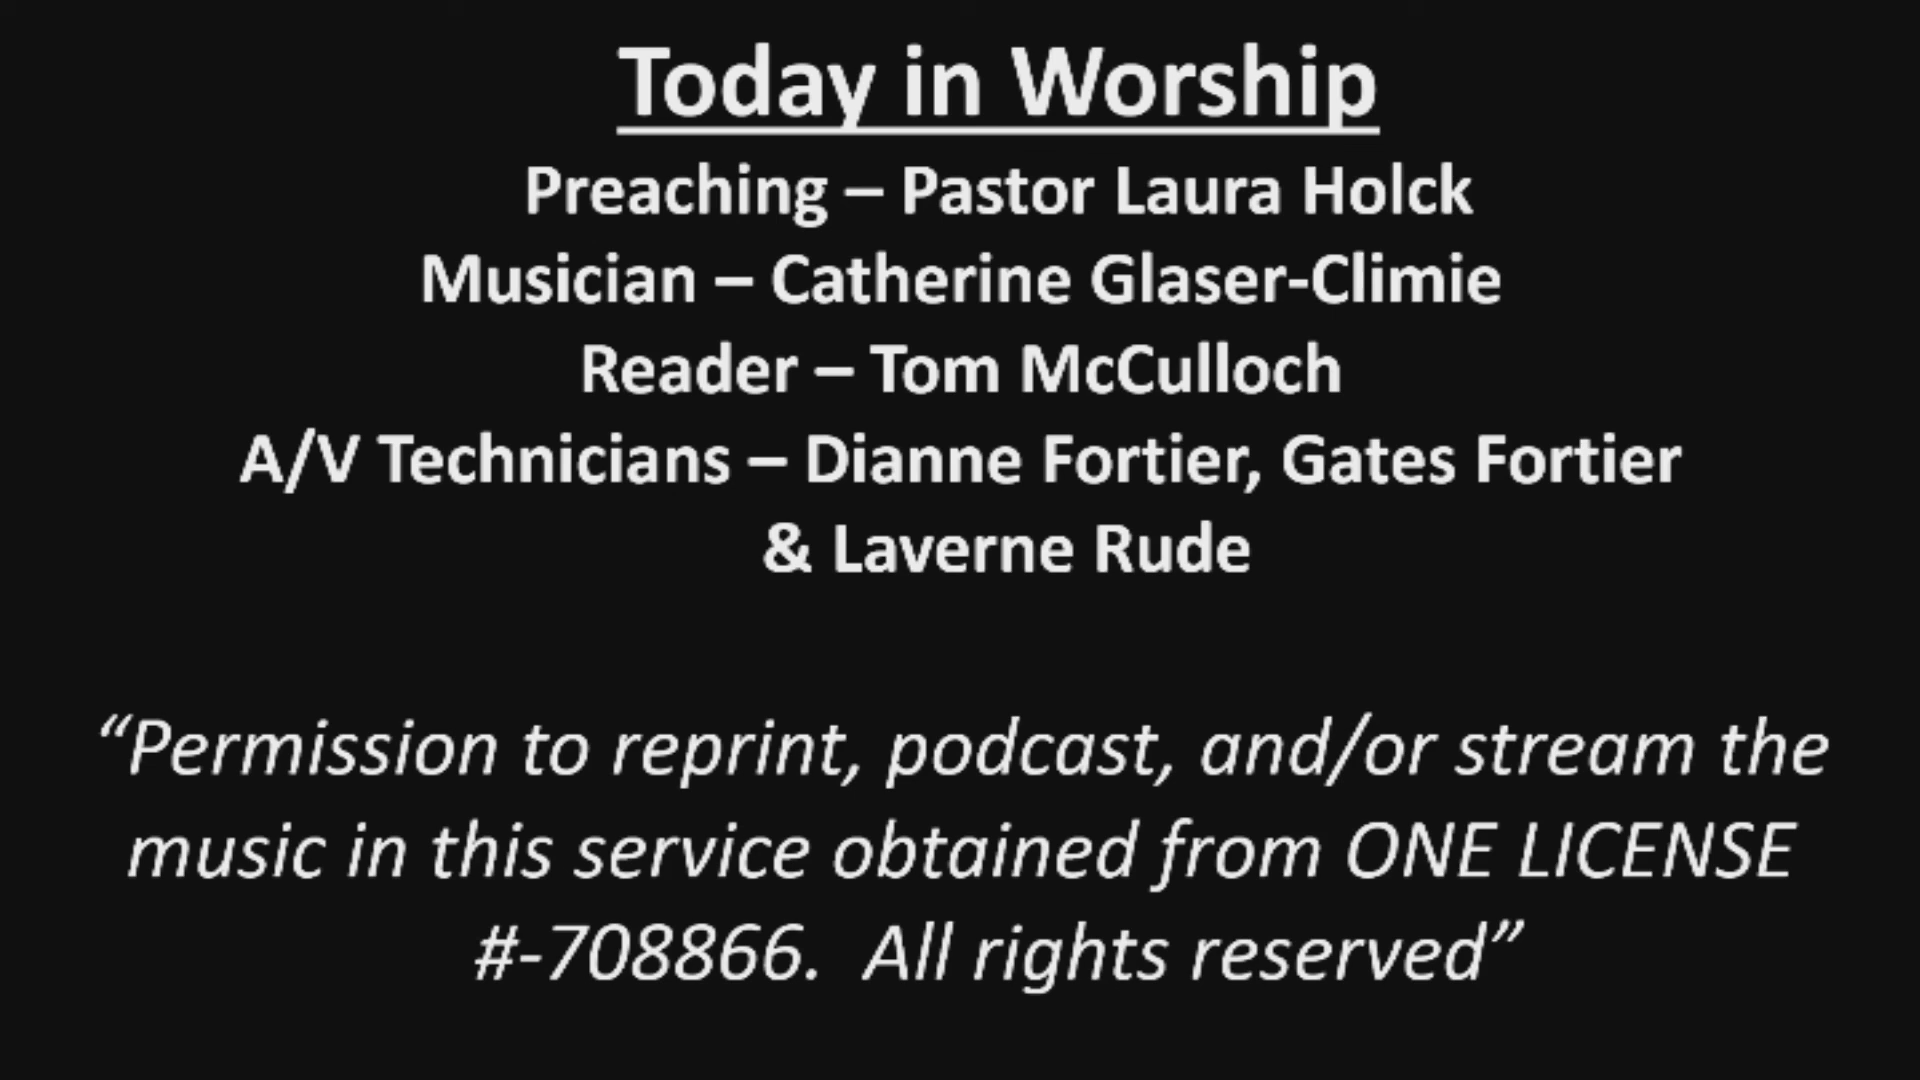 Today in Worship
Preaching – Pastor Laura Holck
Musician – Catherine Glaser-Climie
Reader – Tom McCulloch
A/V Technicians – Dianne Fortier, Gates Fortier
& Laverne Rude
“Permission to reprint, podcast, and/or stream the
music in this service obtained from ONE LICENSE
#-708866.  All rights reserved”